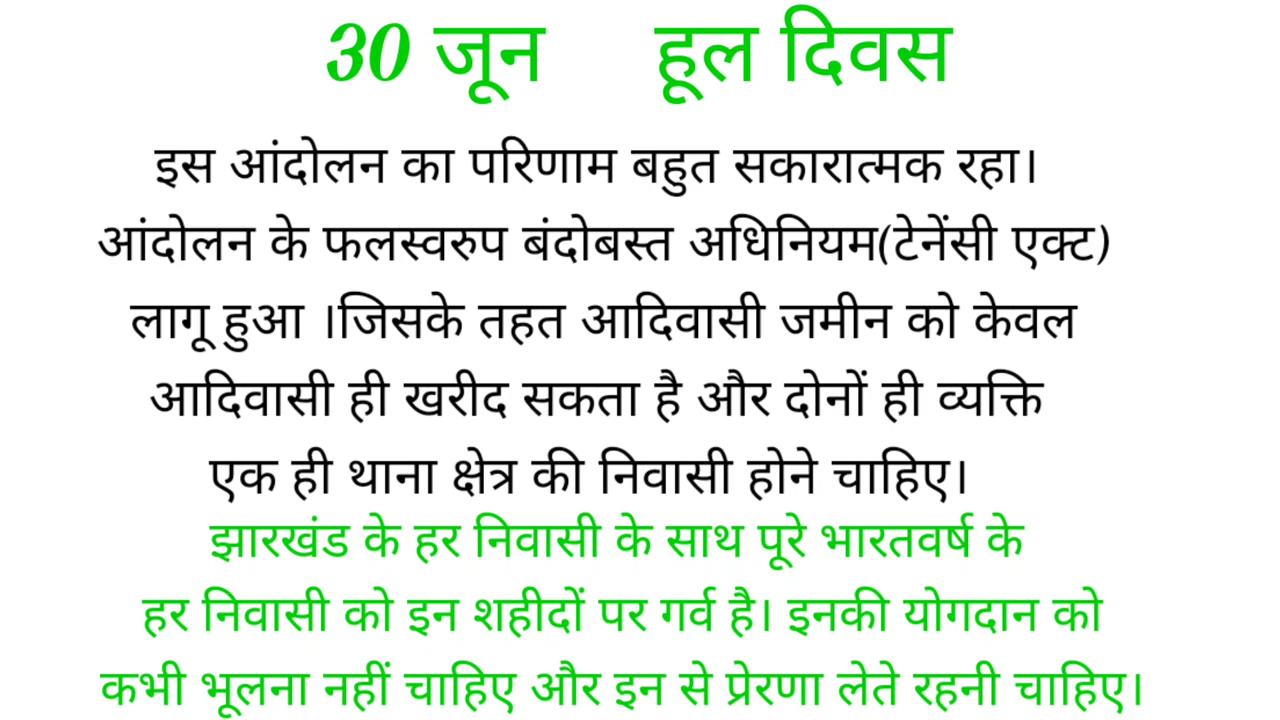 30 जून हूल दिवस
इस आंदोलन का परिणाम बहुत सकारात्मक रहा।
आंदोलन के फलस्वरुप बंदोबस्त अधिनियम(टेनेंसी एक्ट)
लागू हुआ ।जिसके तहत आदिवासी जमीन को केवल
आदिवासी ही खरीद सकता है और दोनों ही व्यक्ति
एक ही थाना क्षेत्र की निवासी होने चाहिए।
झारखंड के हर निवासी के साथ पूरे भारतवर्ष के
हर निवासी को इन शहीदों पर गर्व है। इनकी योगदान को
कभी भूलना नहीं चाहिए और इन से प्रेरणा लेते रहनी चाहिए।